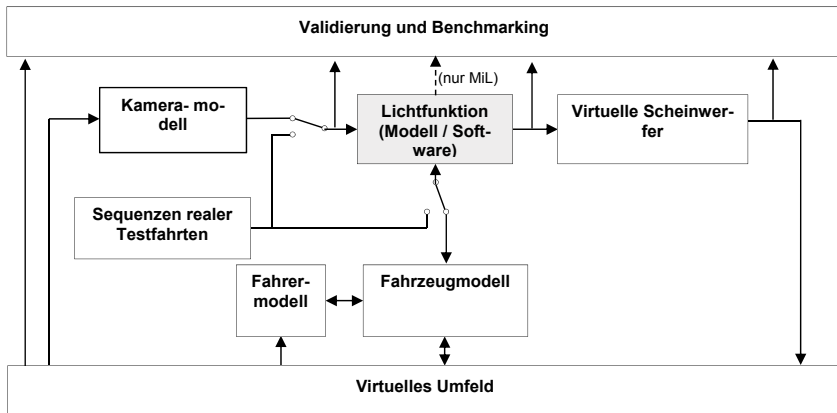 Validierung und Benchmarking
(nur MiL)
Kamera- mo-
dell
Lichtfunktion
(Modell / Soft-
ware)
Virtuelle Scheinwer-
fer
Sequenzen realer
Testfahrten
Fahrer-
modell
Fahrzeugmodell
Virtuelles Umfeld